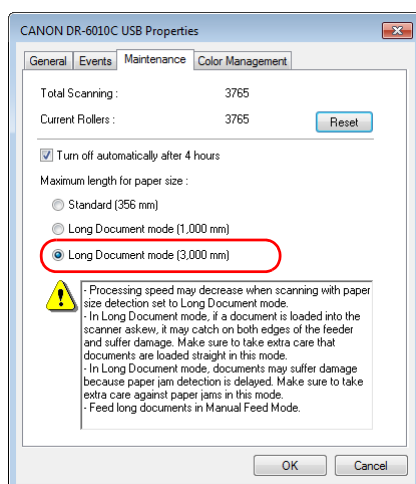 CANON DR-6010C USB Properties
General Events Maintenance Color Management
Total Scanning : 3765
Current Rollers : 3765 Reset
Turn off automatically after 4 hours
Maximum length for paper size :
Standard (356 mm)
Long Document mode (1,000 mm)
Long Document mode (3,000 mm)
- Processing speed may decrease when scanning with paper
size detection set to Long Document mode.
- In Long Document mode, if a document is loaded into the
scanner askew, it may catch on both edges of the feeder
and suffer damage. Make sure to take extra care that
documents are loaded straight in this mode.
- In Long Document mode, documents may suffer damage
because paper jam detection is delayed. Make sure to take
extra care against paper jams in this mode.
- Feed long documents in Manual Feed Mode.
OK Cancel